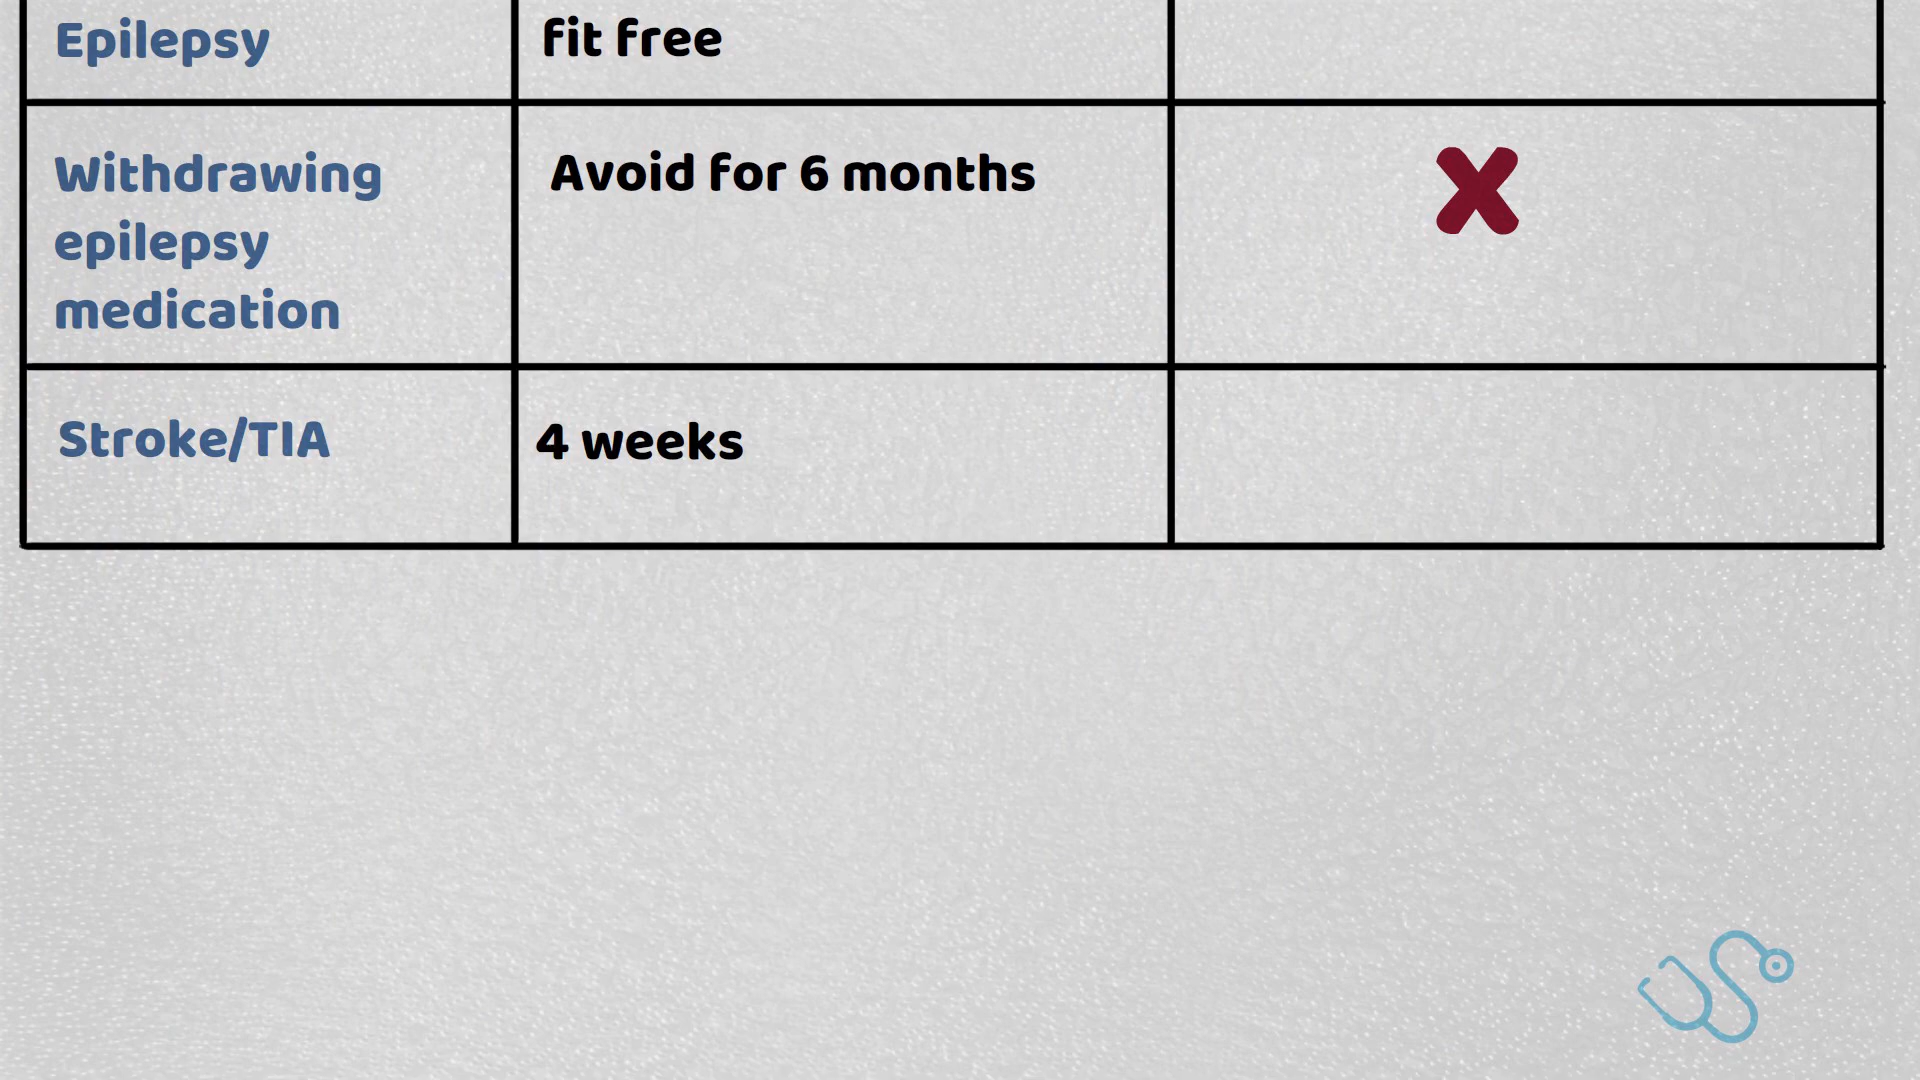 Epilepsy
fit free
Withdrawing
epilepsy
medication
Avoid for 6 months
Stroke/TIA
4 weeks